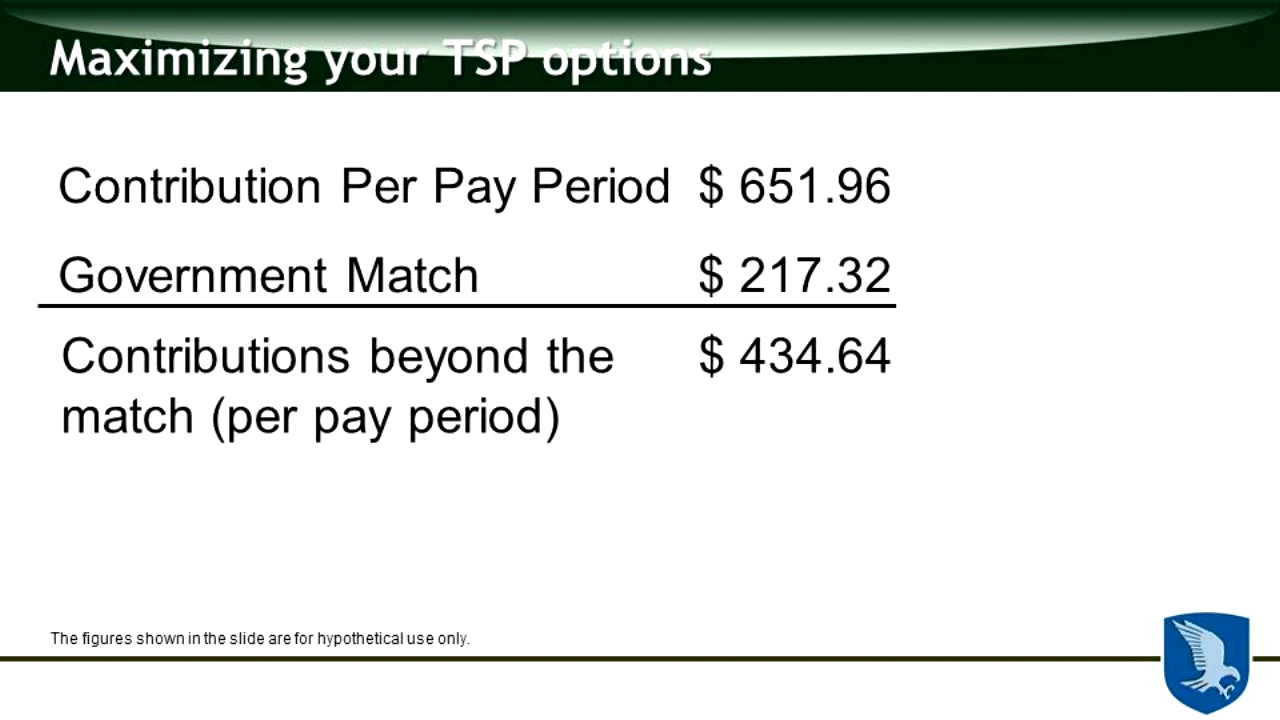 Maximizing your TSP options
Contribution Per Pay Period $ 651.96
Government Match $ 217.32
Contributions beyond the $ 434.64
match (per pay period)
The figures shown in the slide are for hypothetical use only.